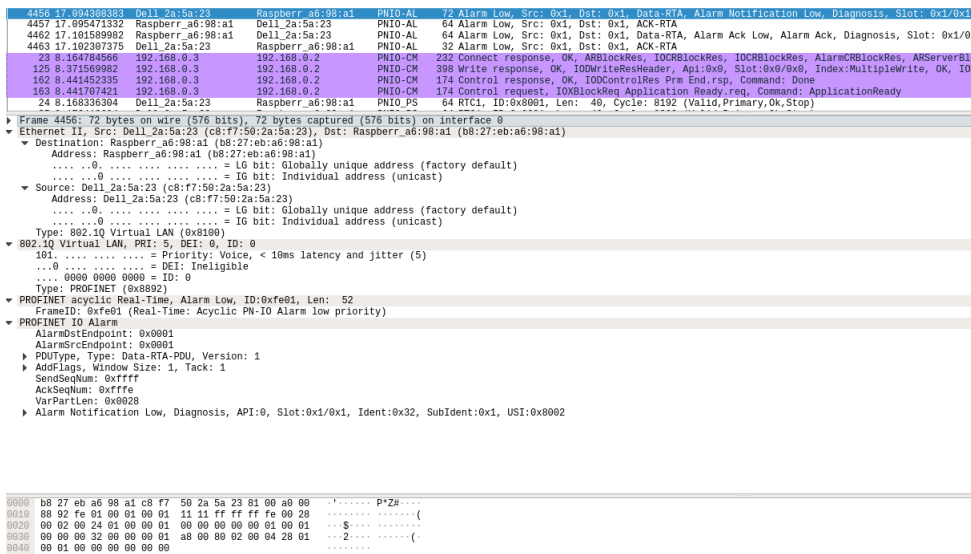 4456 17.094308383 Dell_2a:5a:23 Raspberr_a6:98:a1 PNIO-AL 72 Alarm Low, Src: 0x1, Dst: 0x1, Data-RTA, Alarm Notification Low, Diagnosis, Slot: 0x1/0x1
4457 17.095471332 Raspberr_a6:98:a1 Dell_2a:5a:23 PNIO-AL 64 Alarm Low, Src: 0x1, Dst: 0x1, ACK-RTA
4462 17.101589982 Raspberr_a6:98:a1 Dell_2a:5a:23 PNIO-AL 64 Alarm Low, Src: 0x1, Dst: 0x1, Data-RTA, Alarm Ack Low, Alarm Ack, Diagnosis, Slot: 0x1/0
4463 17.102307375 Dell_2a:5a:23 Raspberr_a6:98:a1 PNIO-AL 32 Alarm Low, Src: 0x1, Dst: 0x1, ACK-RTA
23 8.164784566 192.168.0.3 192.168.0.2 PNIO-CM 232 Connect response, OK, ARBlockRes, IOCRBlockRes, IOCRBlockRes, AlarmCRBlockRes, ARServerBl
125 8.371569982 192.168.0.3 192.168.0.2 PNIO-CM 398 Write response, OK, IODWriteResHeader, Api:0x0, Slot:0x0/0x0, Index:MultipleWrite, OK, IO
162 8.441452335 192.168.0.3 192.168.0.2 PNIO-CM 174 Control response, OK, IODControlRes Prm End.rsp, Command: Done
163 8.441707421 192.168.0.3 192.168.0.2 PNIO-CM 174 Control request, IOXBlockReq Application Ready.req, Command: ApplicationReady
24 8.168336304 Dell_2a:5a:23 Raspberr_a6:98:a1 PNIO_PS 64 RTC1, ID:0x8001, Len: 40, Cycle: 8192 (Valid,Primary,Ok,Stop)
Frame 4456: 72 bytes on wire (576 bits), 72 bytes captured (576 bits) on interface 0
Ethernet II, Src: Dell_2a:5a:23 (c8:f7:50:2a:5a:23), Dst: Raspberr_a6:98:a1 (b8:27:eb:a6:98:a1)
Destination: Raspberr_a6:98:a1 (b8:27:eb:a6:98:a1)
Address: Raspberr_a6:98:a1 (b8:27:eb:a6:98:a1)
.... ..0. .... .... .... .... = LG bit: Globally unique address (factory default)
.... ...0 .... .... .... .... = IG bit: Individual address (unicast)
Source: Dell_2a:5a:23 (c8:f7:50:2a:5a:23)
Address: Dell_2a:5a:23 (c8:f7:50:2a:5a:23)
.... ..0. .... .... .... .... = LG bit: Globally unique address (factory default)
.... ...0 .... .... .... .... = IG bit: Individual address (unicast)
Type: 802.1Q Virtual LAN (0x8100)
802.1Q Virtual LAN, PRI: 5, DEI: 0, ID: 0
101. .... .... .... = Priority: Voice, < 10ms latency and jitter (5)
...0 .... .... .... = DEI: Ineligible
.... 0000 0000 0000 = ID: 0
Type: PROFINET (0x8892)
PROFINET acyclic Real-Time, Alarm Low, ID:0xfe01, Len: 52
FrameID: 0xfe01 (Real-Time: Acyclic PN-IO Alarm low priority)
PROFINET IO Alarm
AlarmDstEndpoint: 0x0001
AlarmSrcEndpoint: 0x0001
PDUType, Type: Data-RTA-PDU, Version: 1
AddFlags, Window Size: 1, Tack: 1
SendSeqNum: 0xffff
AckSeqNum: 0xfffe
VarPartLen: 0x0028
Alarm Notification Low, Diagnosis, API:0, Slot:0x1/0x1, Ident:0x32, SubIdent:0x1, USI:0x8002
0000 b8 27 eb a6 98 a1 c8 f7 50 2a 5a 23 81 00 a0 00 ·'······ P*Z#····
0010 88 92 fe 01 00 01 00 01 11 11 ff ff ff fe 00 28 ········ ·······(
0020 00 02 00 24 01 00 00 01 00 00 00 00 00 01 00 01 ···$···· ········
0030 00 00 00 32 00 00 00 01 a8 00 80 02 00 04 28 01 ···2···· ······(·
0040 00 01 00 00 00 00 00 00 ········